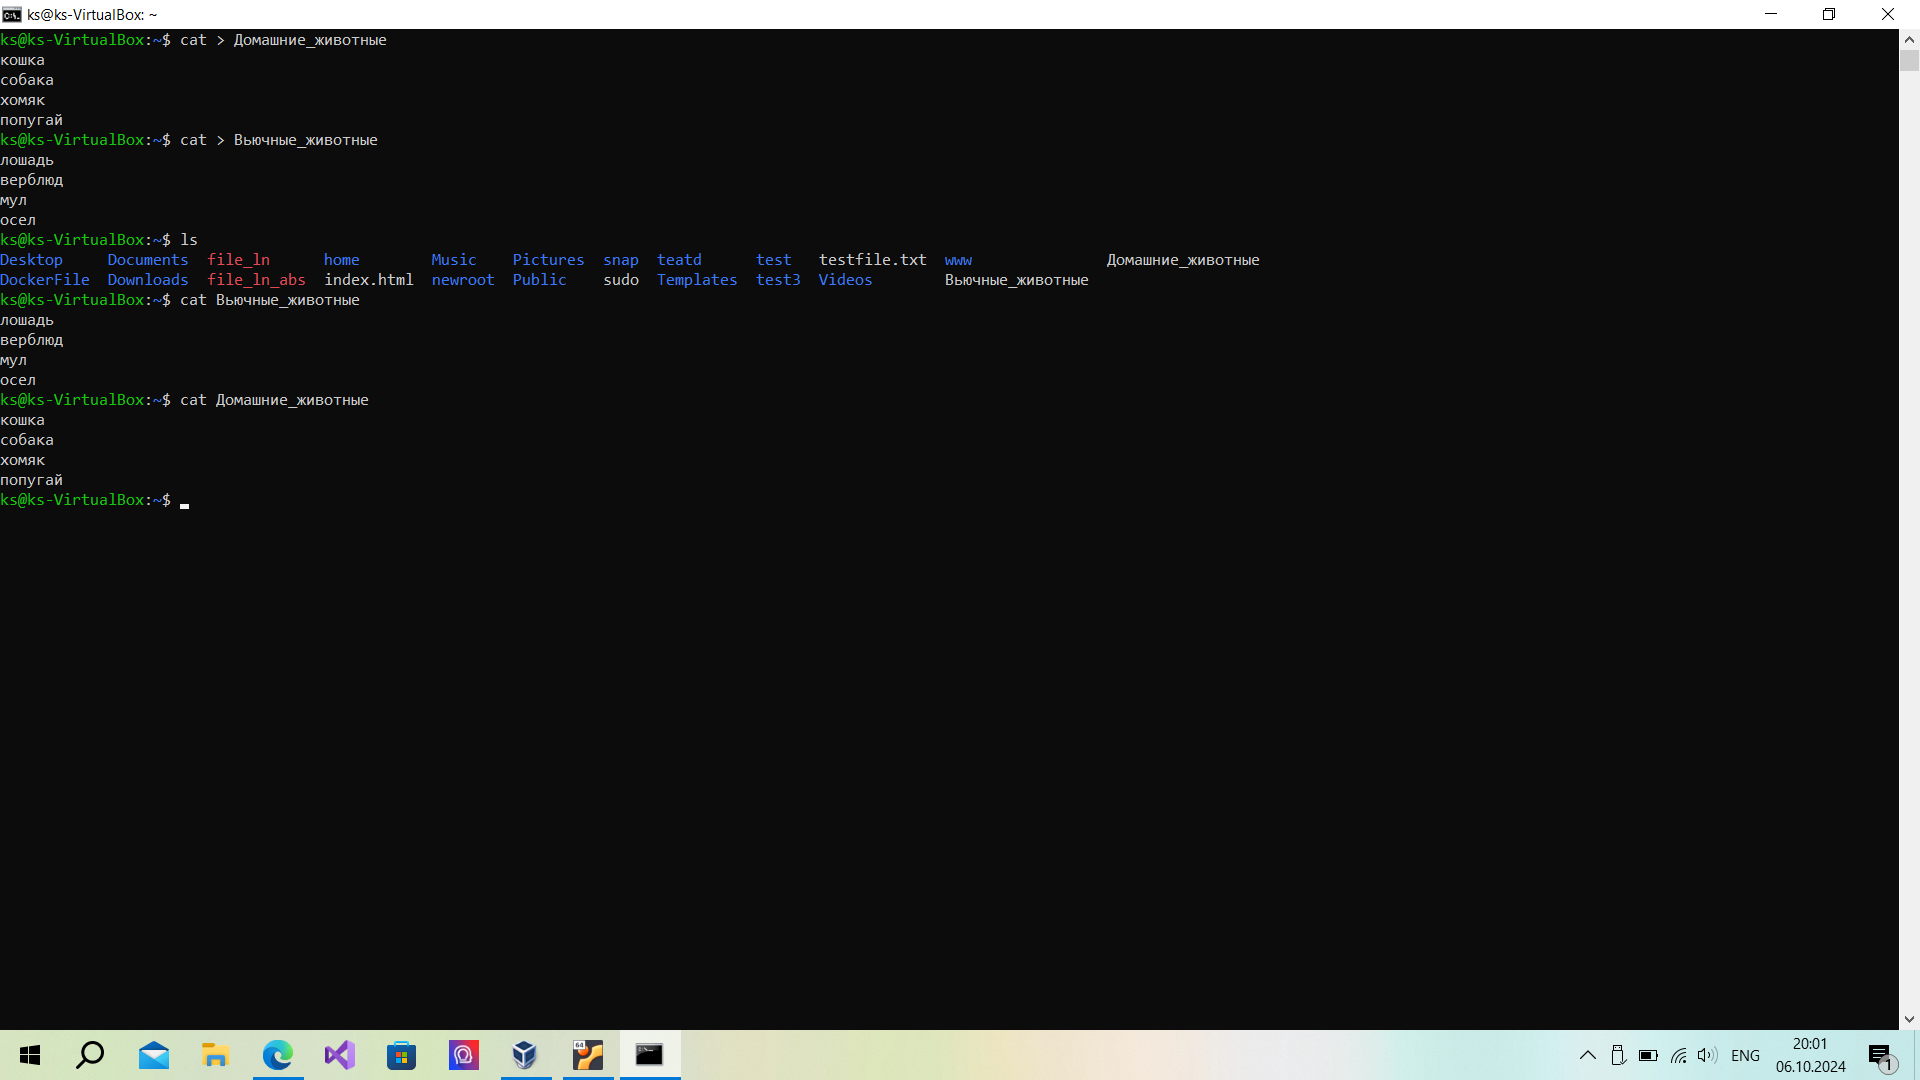 ks@ks-VirtualBox: ~
ks@ks-VirtualBox:~$ cat > Домашние_животные
кошка
собака
хомяк
попугай
ks@ks-VirtualBox:~$ cat > Вьючные_животные
лошадь
верблюд
мул
осел
ks@ks-VirtualBox:~$ ls
Desktop Documents file_ln home Music Pictures snap teatd test testfile.txt www Домашние_животные
DockerFile Downloads file_ln_abs index.html newroot Public sudo Templates test3 Videos Вьючные_животные
ks@ks-VirtualBox:~$ cat Вьючные_животные
лошадь
верблюд
мул
осел
ks@ks-VirtualBox:~$ cat Домашние_животные
кошка
собака
хомяк
попугай
ks@ks-VirtualBox:~$
64
ENG
20:01
06.10.2024
1